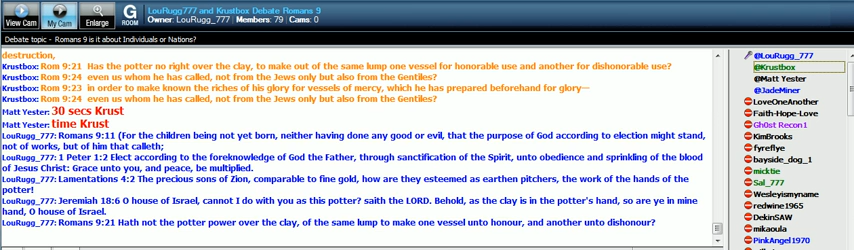 LouRugg777 and Krustbox Debate Romans 9
Owner: LouRugg_777 | Members: 79 | Cams: 0
View Cam
My Cam
Enlarge
G
ROOM
Debate topic - Romans 9 is it about Individuals or Nations?
destruction,
Krustbox: Rom 9:21 Has the potter no right over the clay, to make out of the same lump one vessel for honorable use and another for dishonorable use?
Krustbox: Rom 9:24 even us whom he has called, not from the Jews only but also from the Gentiles?
Krustbox: Rom 9:23 in order to make known the riches of his glory for vessels of mercy, which he has prepared beforehand for glory—
Krustbox: Rom 9:24 even us whom he has called, not from the Jews only but also from the Gentiles?
Matt Yester: 30 secs Krust
Matt Yester: time Krust
LouRugg_777: Romans 9:11 (For the children being not yet born, neither having done any good or evil, that the purpose of God according to election might stand,
not of works, but of him that calleth;
LouRugg_777: 1 Peter 1:2 Elect according to the foreknowledge of God the Father, through sanctification of the Spirit, unto obedience and sprinkling of the blood
of Jesus Christ: Grace unto you, and peace, be multiplied.
LouRugg_777: Lamentations 4:2 The precious sons of Zion, comparable to fine gold, how are they esteemed as earthen pitchers, the work of the hands of the
potter!
LouRugg_777: Jeremiah 18:6 O house of Israel, cannot I do with you as this potter? saith the LORD. Behold, as the clay is in the potter's hand, so are ye in mine
hand, O house of Israel.
LouRugg_777: Romans 9:21 Hath not the potter power over the clay, of the same lump to make one vessel unto honour, and another unto dishonour?
@LouRugg_777
@Krustbox
@Matt Yester
@JadeMiner
LoveOneAnother
Faith-Hope-Love
Gh0st Recon1
KimBrooks
fyreflye
bayside_dog_1
micktie
Sal_777
Wesleyismyname
redwine1965
DekinSAW
mikaoula
PinkAngel1970